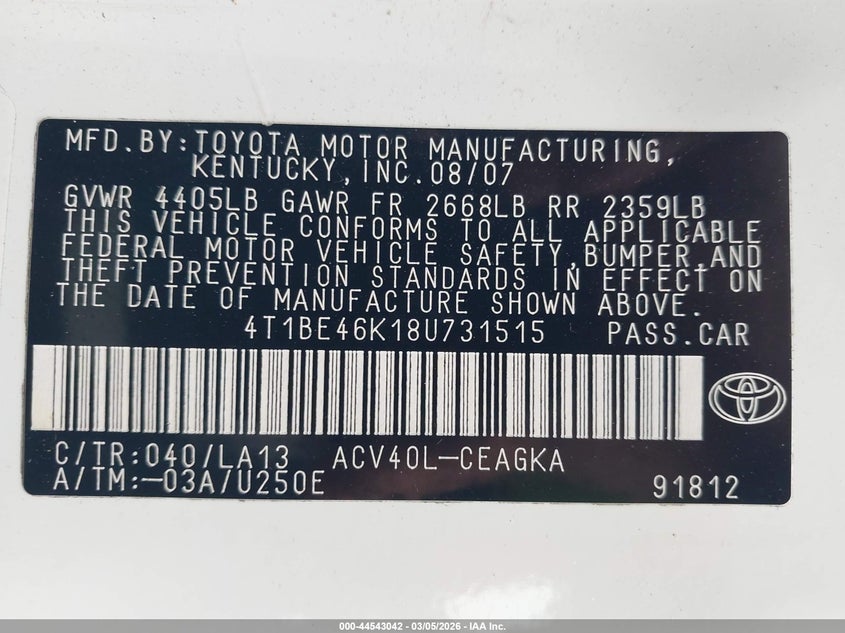 MFD.BY:TOYOTA MOTOR MANUFACTURING,
KENTUCKY,INC.08/07
GVWR 4405LB GAWR FR 2668LB RR 2359LB
THIS VEHICLE CONFORMS TO ALL APPLICABLE
FEDERAL MOTOR VEHICLE SAFETY,BUMPER,AND
THEFT PREVENTION STANDARDS IN EFFECT ON
THE DATE OF MANUFACTURE SHOWN ABOVE.
4T1BE46K18U731515 PASS.CAR
C/TR:040/LA13 ACV40L-CEAGKA
A/TM:-03A/U250E 91812
000-44543042 — 03/05/2026 — IAA Inc.